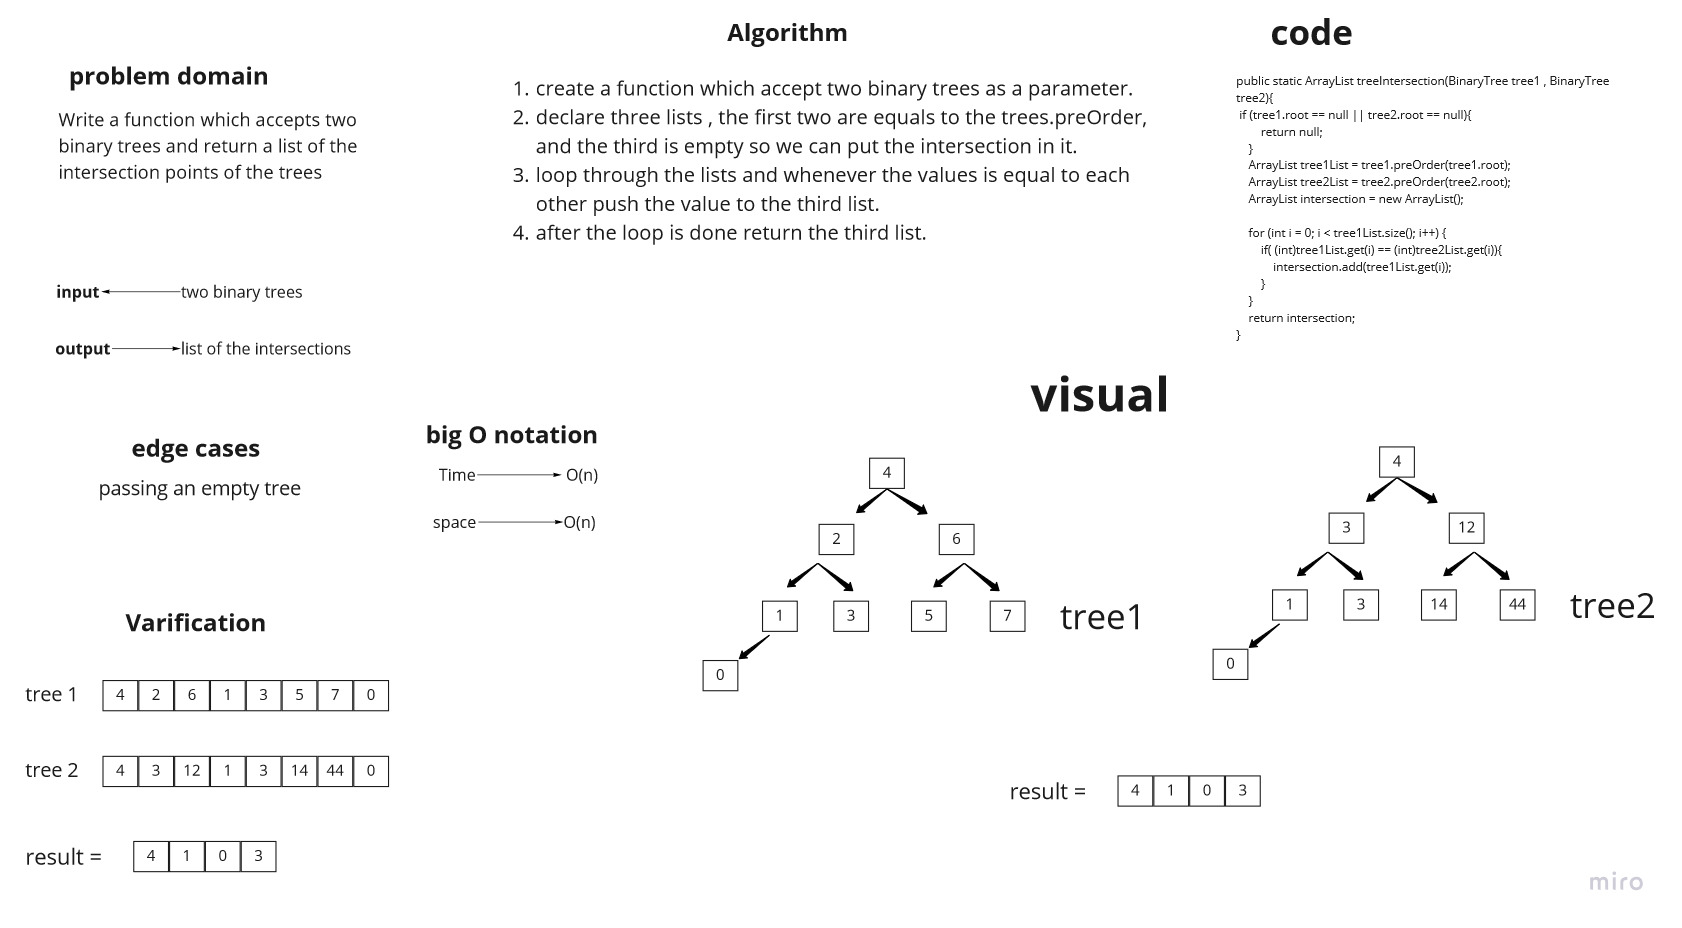 problem domain
Write a function which accepts two
binary trees and return a list of the
intersection points of the trees
input two binary trees
output list of the intersections
edge cases
passing an empty tree
big O notation
Time O(n)
space O(n)
Varification
tree 1 4 2 6 1 3 5 7 0
tree 2 4 3 12 1 3 14 44 0
result = 4 1 0 3
Algorithm
1. create a function which accept two binary trees as a parameter.
2. declare three lists , the first two are equals to the trees.preOrder,
and the third is empty so we can put the intersection in it.
3. loop through the lists and whenever the values is equal to each
other push the value to the third list.
4. after the loop is done return the third list.
code
public static ArrayList treeIntersection(BinaryTree tree1 , BinaryTree
tree2){
if (tree1.root == null || tree2.root == null){
return null;
}
ArrayList tree1List = tree1.preOrder(tree1.root);
ArrayList tree2List = tree2.preOrder(tree2.root);
ArrayList intersection = new ArrayList();
for (int i = 0; i < tree1List.size(); i++) {
if( (int)tree1List.get(i) == (int)tree2List.get(i)){
intersection.add(tree1List.get(i));
}
}
return intersection;
}
visual
4
2 6
1 3 5 7
0
tree1
4
3 12
1 3 14 44
0
tree2
result = 4 1 0 3
miro